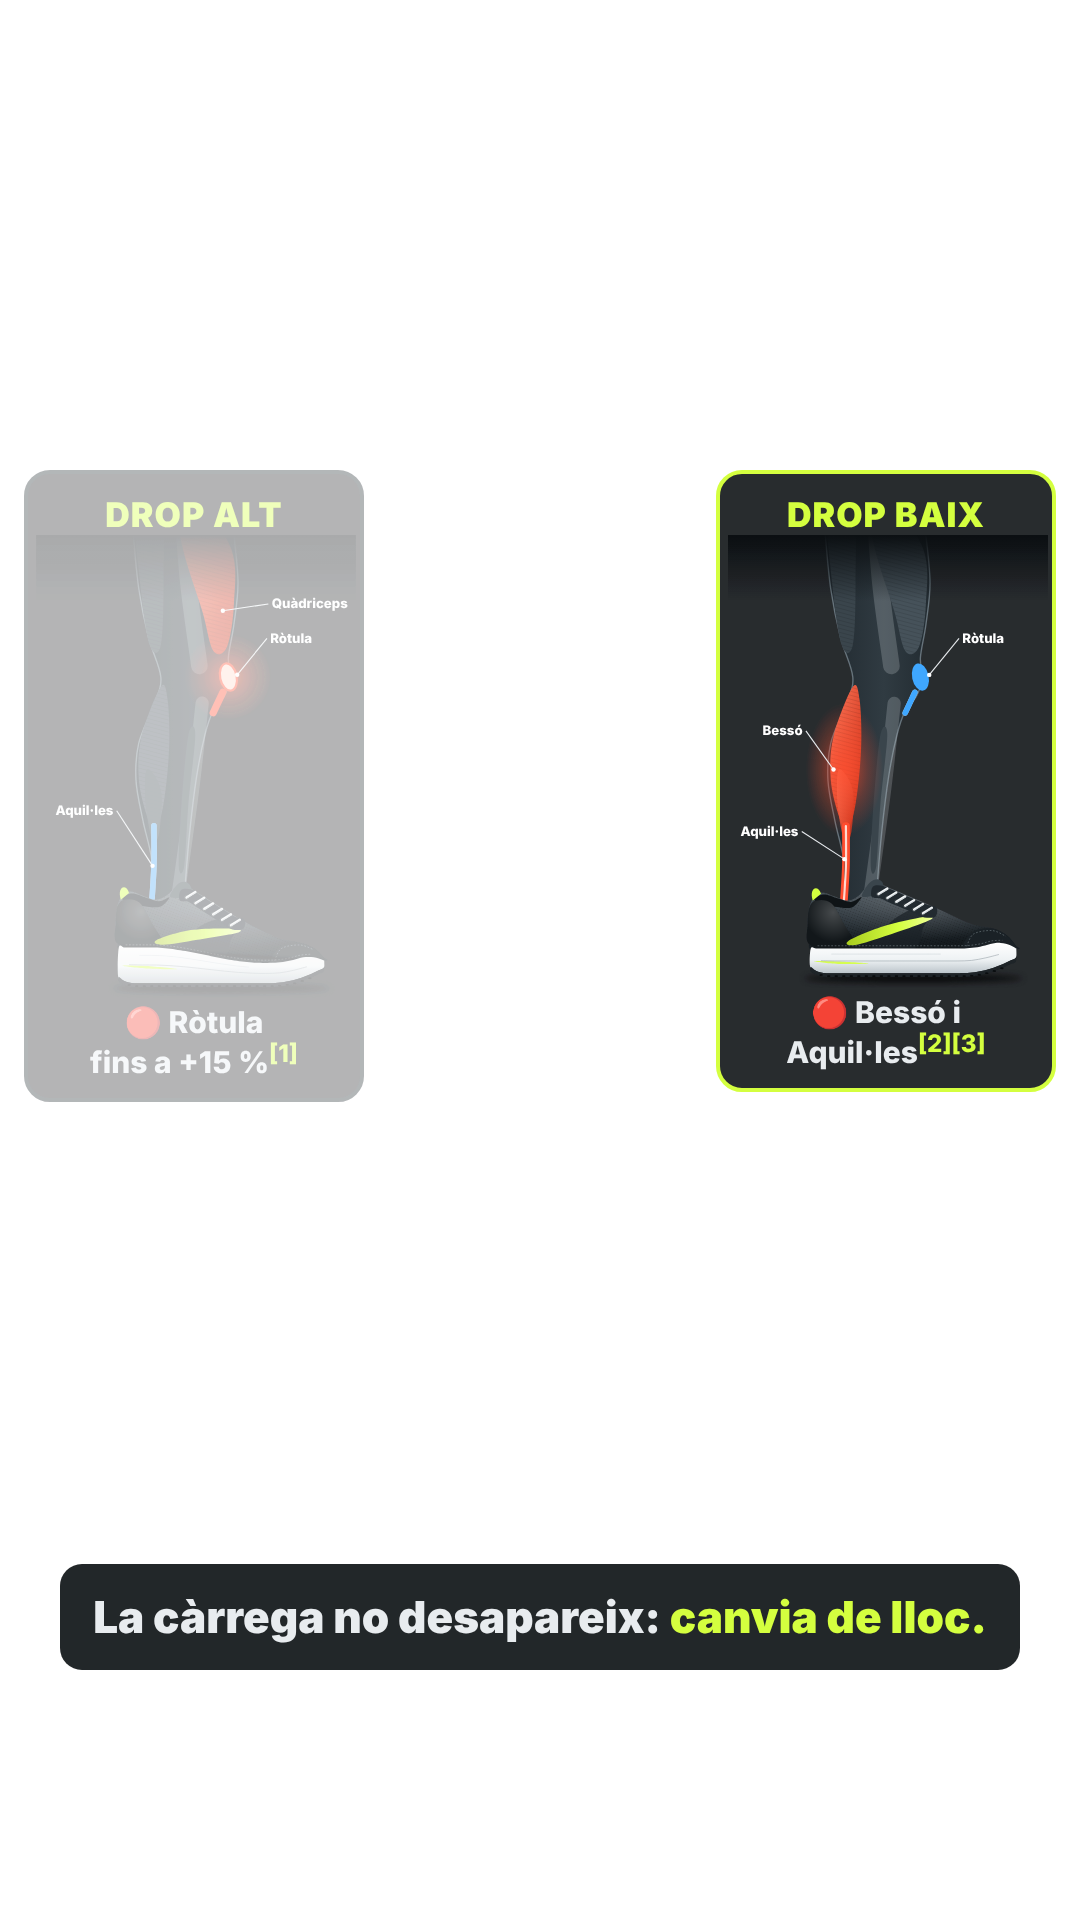 DROP ALT
Quàdriceps
Ròtula
Aquil·les
🔴 Ròtula
fins a +15 %[1]
DROP BAIX
Ròtula
Bessó
Aquil·les
🔴 Bessó i
Aquil·les[2][3]
La càrrega no desapareix: canvia de lloc.